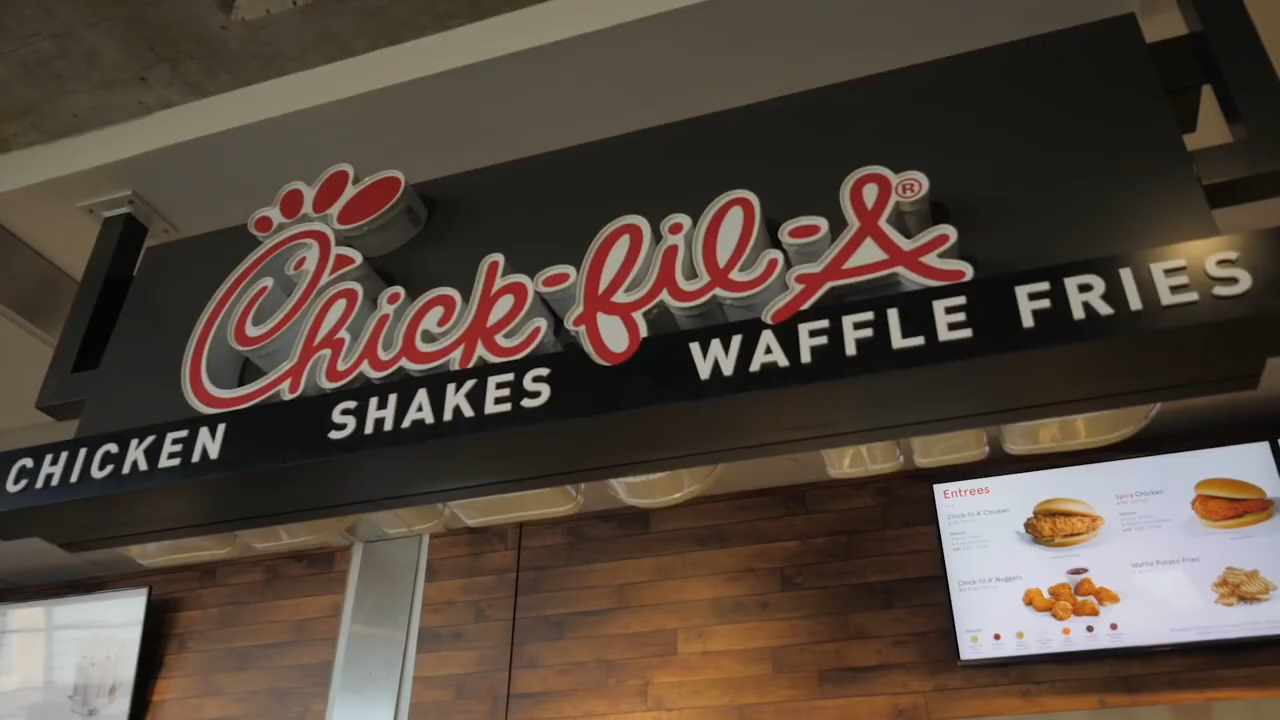 Chick-fil-A®
CHICKEN SHAKES WAFFLE FRIES
Entrees
Chick-fil-A® Chicken
Spicy Chicken
Chick-fil-A® Nuggets
Waffle Potato Fries